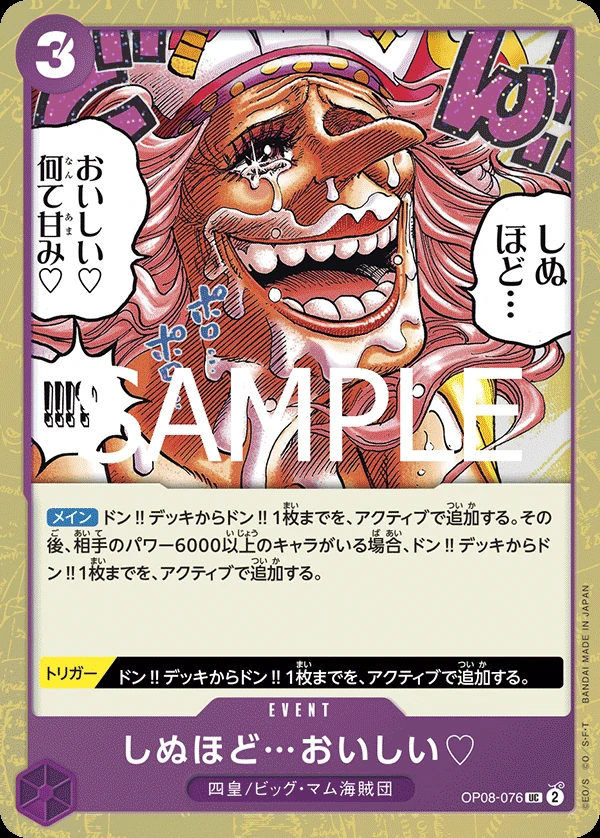 3
しぬ
ほど…
おいしい♡
何て甘み♡
!!!!
ポロ
ポロ…
SAMPLE
メイン ドン!!デッキからドン!!1枚までを、アクティブで追加する。その
後、相手のパワー6000以上のキャラがいる場合、ドン!!デッキからド
ン!!1枚までを、アクティブで追加する。
トリガー ドン!!デッキからドン!!1枚までを、アクティブで追加する。
EVENT
しぬほど…おいしい♡
四皇/ビッグ・マム海賊団
OP08-076 UC 2
©E.O/S ©O/S・F・T BANDAI MADE IN JAPAN